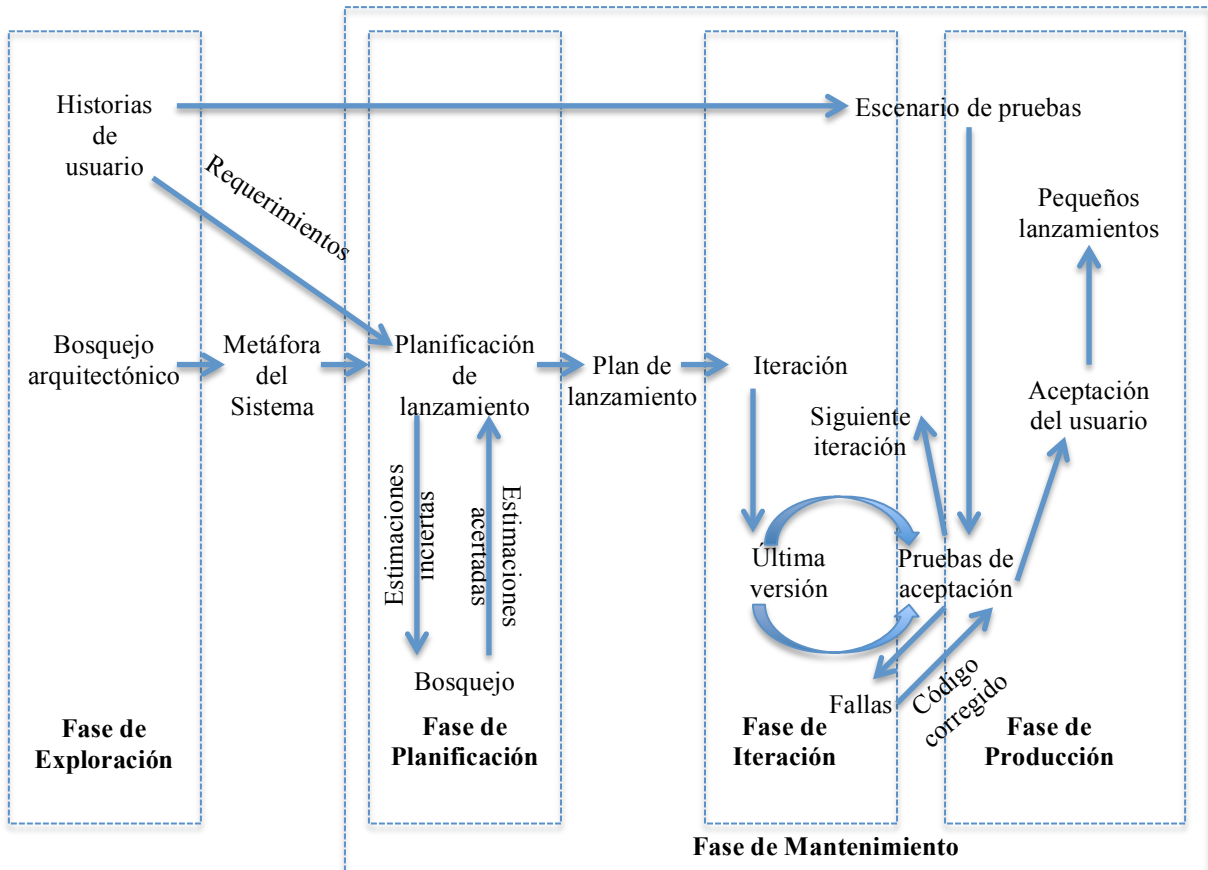 Historias
de
usuario
Escenario de pruebas
Requerimientos
Pequeños
lanzamientos
Bosquejo
arquitectónico
Metáfora
del
Sistema
Planificación
de
lanzamiento
Plan de
lanzamiento
Iteración
Siguiente
iteración
Aceptación
del usuario
Estimaciones
inciertas
Estimaciones
acertadas
Última
versión
Pruebas de
aceptación
Bosquejo
Fallas
Código
corregido
Fase de
Exploración
Fase de
Planificación
Fase de
Iteración
Fase de
Producción
Fase de Mantenimiento